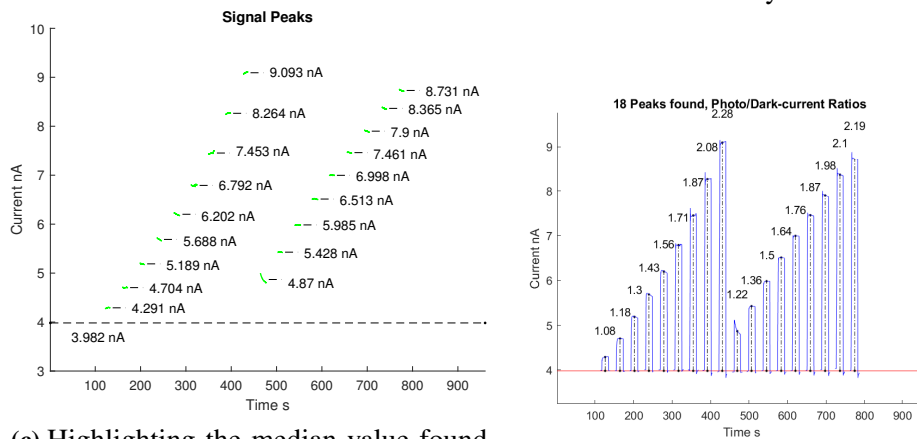 Signal Peaks
10
9
8
7
6
5
4
3
Current nA
9.093 nA
8.264 nA
7.453 nA
6.792 nA
6.202 nA
5.688 nA
5.189 nA
4.704 nA
4.291 nA
3.982 nA
8.731 nA
8.365 nA
7.9 nA
7.461 nA
6.998 nA
6.513 nA
5.985 nA
5.428 nA
4.87 nA
100 200 300 400 500 600 700 800 900
Time s
18 Peaks found, Photo/Dark-current Ratios
9
8
7
6
5
4
Current nA
1.08
1.18
1.3
1.43
1.56
1.71
1.87
2.08
2.28
1.22
1.36
1.5
1.64
1.76
1.87
1.98
2.1
2.19
100 200 300 400 500 600 700 800 900
Time s
(c) Highlighting the median value found